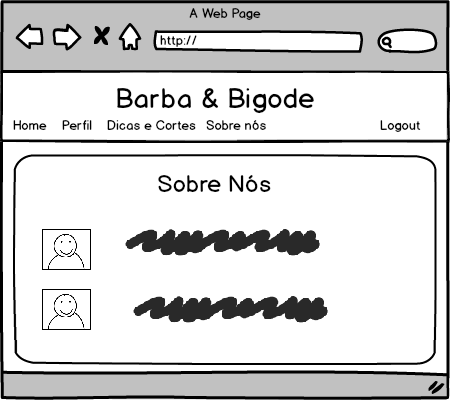 A Web Page
http://
Barba & Bigode
Home Perfil Dicas e Cortes Sobre nós Logout
Sobre Nós